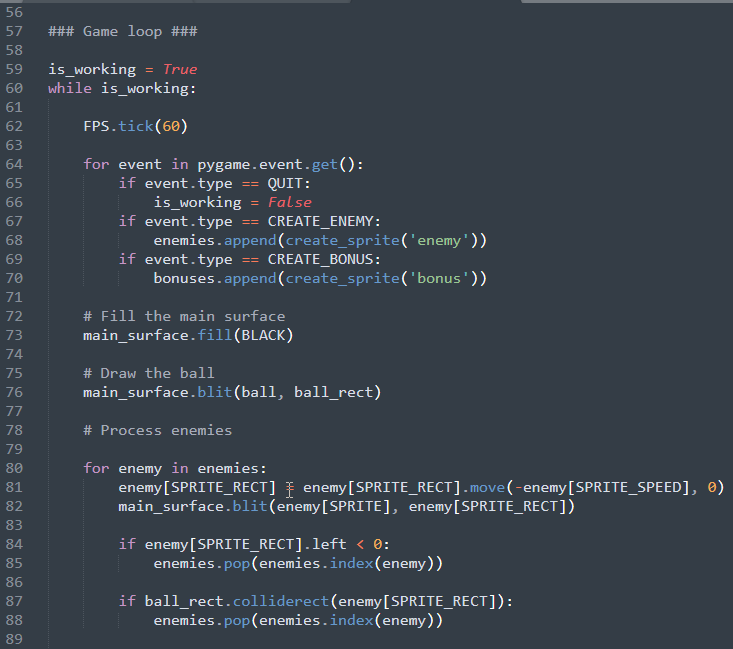 56
57 ### Game loop ###
58
59 is_working = True
60 while is_working:
61
62     FPS.tick(60)
63
64     for event in pygame.event.get():
65         if event.type == QUIT:
66             is_working = False
67         if event.type == CREATE_ENEMY:
68             enemies.append(create_sprite('enemy'))
69         if event.type == CREATE_BONUS:
70             bonuses.append(create_sprite('bonus'))
71
72     # Fill the main surface
73     main_surface.fill(BLACK)
74
75     # Draw the ball
76     main_surface.blit(ball, ball_rect)
77
78     # Process enemies
79
80     for enemy in enemies:
81         enemy[SPRITE_RECT] = enemy[SPRITE_RECT].move(-enemy[SPRITE_SPEED], 0)
82         main_surface.blit(enemy[SPRITE], enemy[SPRITE_RECT])
83
84         if enemy[SPRITE_RECT].left < 0:
85             enemies.pop(enemies.index(enemy))
86
87         if ball_rect.colliderect(enemy[SPRITE_RECT]):
88             enemies.pop(enemies.index(enemy))
89